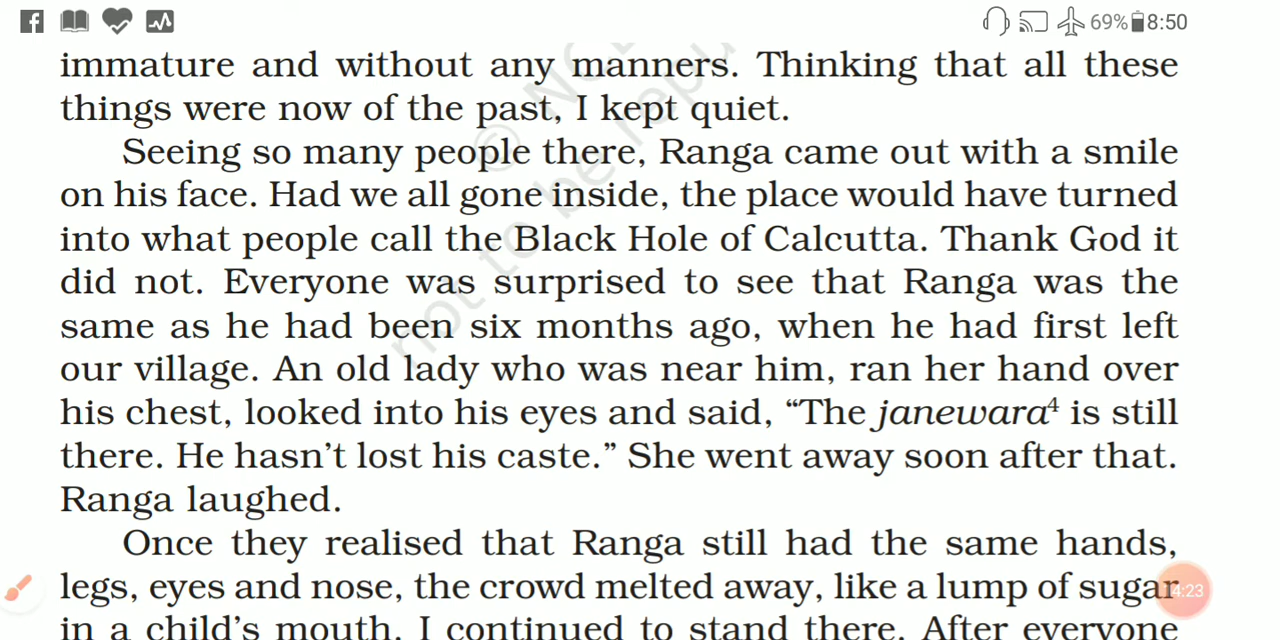 69% 8:50
immature and without any manners. Thinking that all these
things were now of the past, I kept quiet.
Seeing so many people there, Ranga came out with a smile
on his face. Had we all gone inside, the place would have turned
into what people call the Black Hole of Calcutta. Thank God it
did not. Everyone was surprised to see that Ranga was the
same as he had been six months ago, when he had first left
our village. An old lady who was near him, ran her hand over
his chest, looked into his eyes and said, “The janewara⁴ is still
there. He hasn’t lost his caste.” She went away soon after that.
Ranga laughed.
Once they realised that Ranga still had the same hands,
legs, eyes and nose, the crowd melted away, like a lump of sugar
14:23
in a child’s mouth. I continued to stand there. After everyone
not to be repu